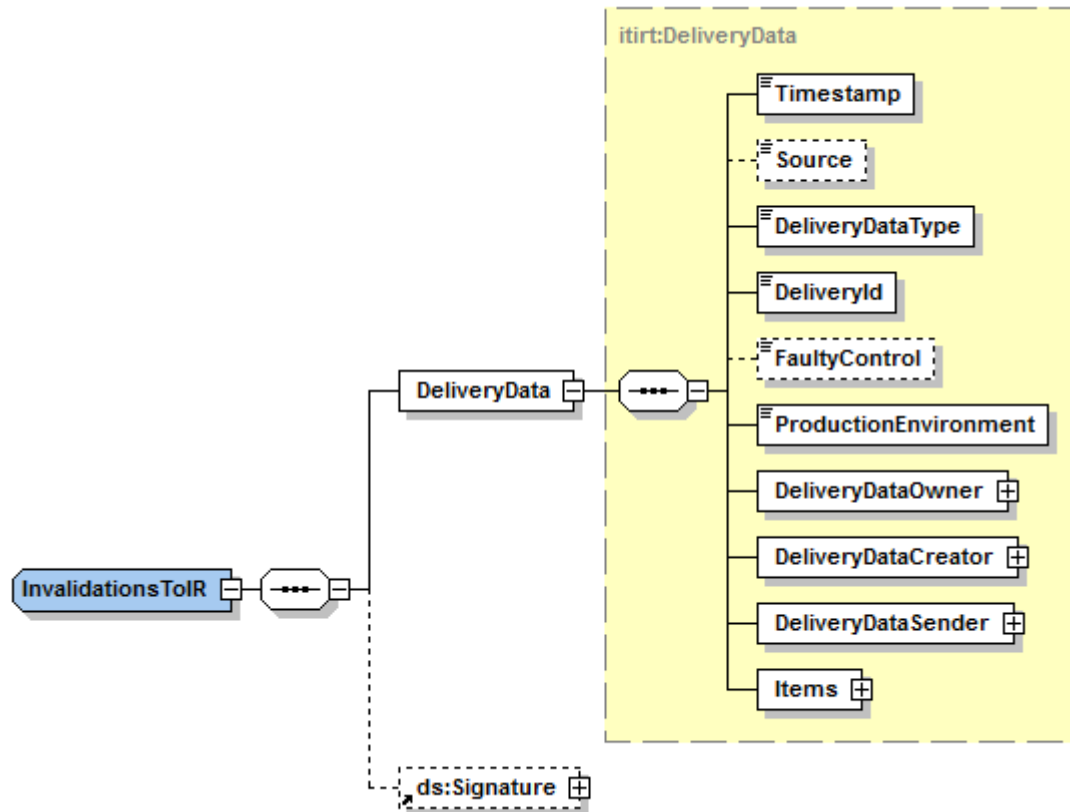 itirt:DeliveryData
Timestamp
Source
DeliveryDataType
DeliveryId
FaultyControl
DeliveryData
ProductionEnvironment
DeliveryDataOwner
DeliveryDataCreator
InvalidationsToIR
DeliveryDataSender
Items
ds:Signature